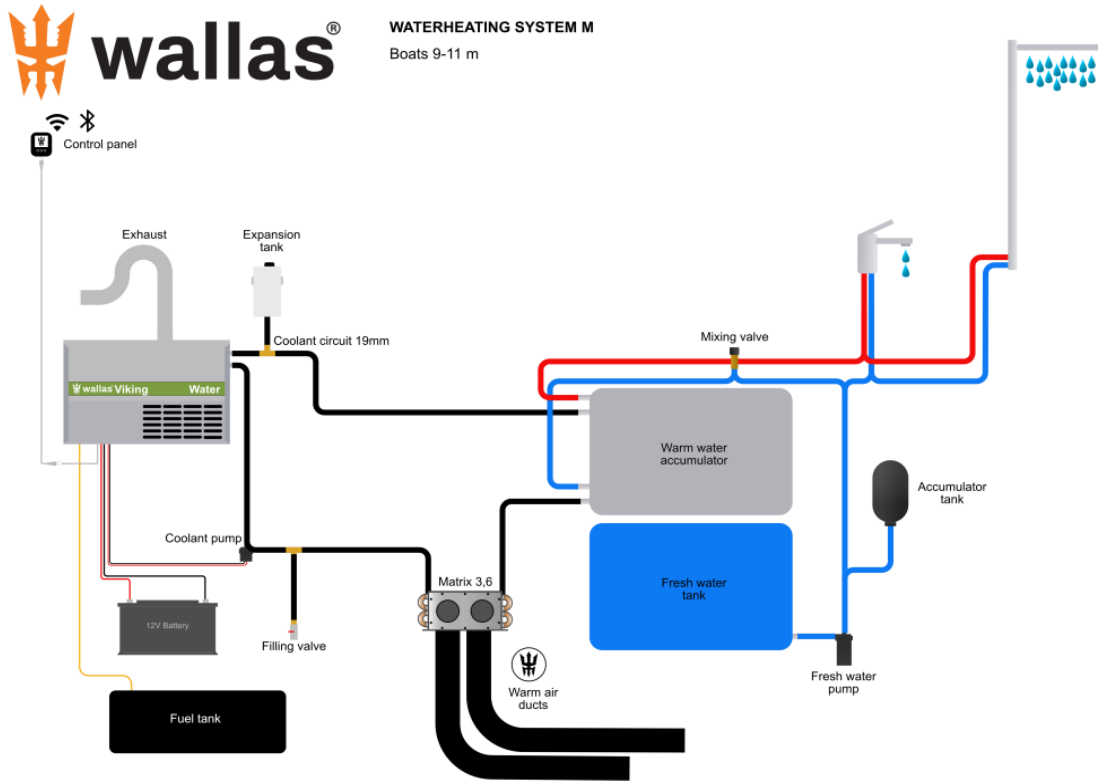 wallas®
WATERHEATING SYSTEM M
Boats 9-11 m
Control panel
Exhaust
Expansion
tank
Coolant circuit 19mm
Mixing valve
wallas Viking Water
Warm water
accumulator
Accumulator
tank
Coolant pump
Matrix 3,6
Fresh water
tank
12V Battery
Filling valve
Warm air
ducts
Fresh water
pump
Fuel tank